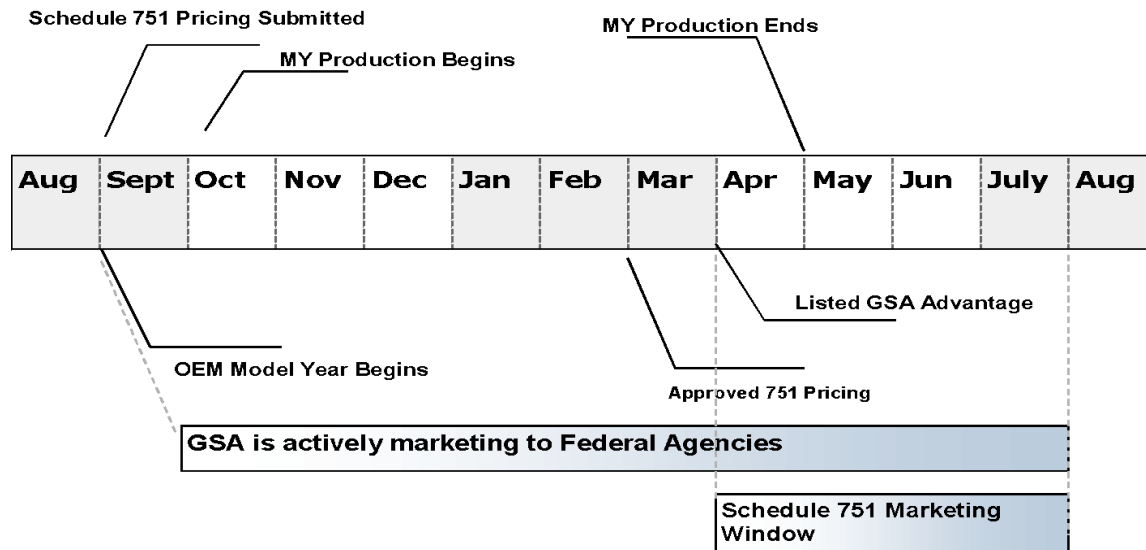 Schedule 751 Pricing Submitted
MY Production Ends
MY Production Begins
Aug Sept Oct Nov Dec Jan Feb Mar Apr May Jun July Aug
Listed GSA Advantage
OEM Model Year Begins
Approved 751 Pricing
GSA is actively marketing to Federal Agencies
Schedule 751 Marketing
Window